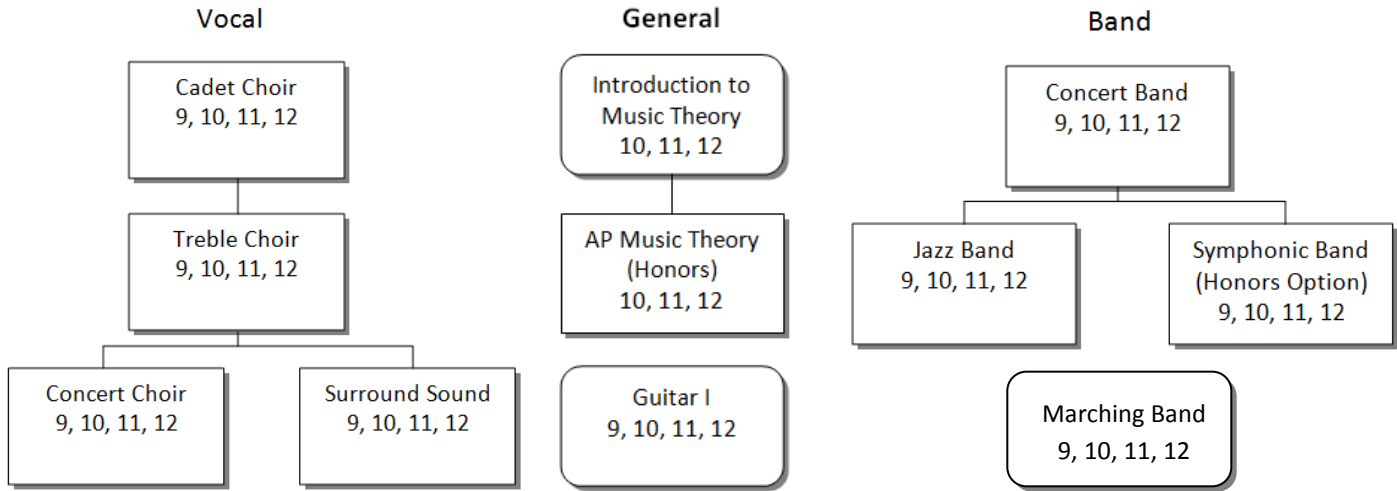 Vocal
Cadet Choir
9, 10, 11, 12
Treble Choir
9, 10, 11, 12
Concert Choir
9, 10, 11, 12
Surround Sound
9, 10, 11, 12
General
Introduction to
Music Theory
10, 11, 12
AP Music Theory
(Honors)
10, 11, 12
Guitar I
9, 10, 11, 12
Band
Concert Band
9, 10, 11, 12
Jazz Band
9, 10, 11, 12
Symphonic Band
(Honors Option)
9, 10, 11, 12
Marching Band
9, 10, 11, 12